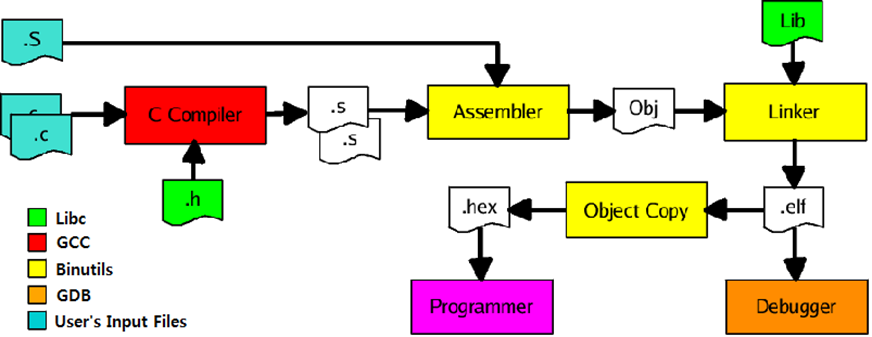 .S
Lib
.c
C Compiler
.s
.s
Assembler
Obj
Linker
.h
.hex
Object Copy
.elf
Programmer
Debugger
Libc
GCC
Binutils
GDB
User's Input Files